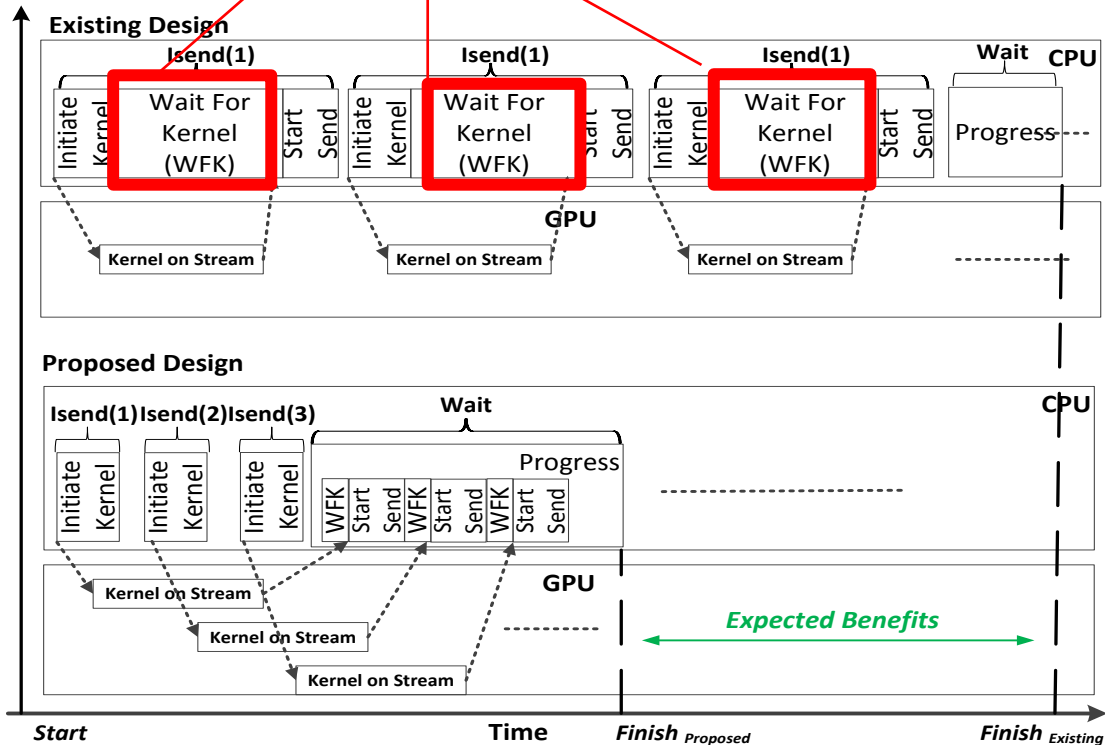 Existing Design
Isend(1)
Isend(1)
Isend(1)
Wait
CPU
Initiate
Kernel
Wait For
Kernel
(WFK)
Start
Send
Initiate
Kernel
Wait For
Kernel
(WFK)
Start
Send
Initiate
Kernel
Wait For
Kernel
(WFK)
Start
Send
Progress
GPU
Kernel on Stream
Kernel on Stream
Kernel on Stream
Proposed Design
Isend(1)
Isend(2)
Isend(3)
Wait
CPU
Initiate
Kernel
Initiate
Kernel
Initiate
Kernel
Progress
WFK
Start
Send
WFK
Start
Send
WFK
Start
Send
GPU
Kernel on Stream
Kernel on Stream
Kernel on Stream
Expected Benefits
Start
Time
Finish Proposed
Finish Existing